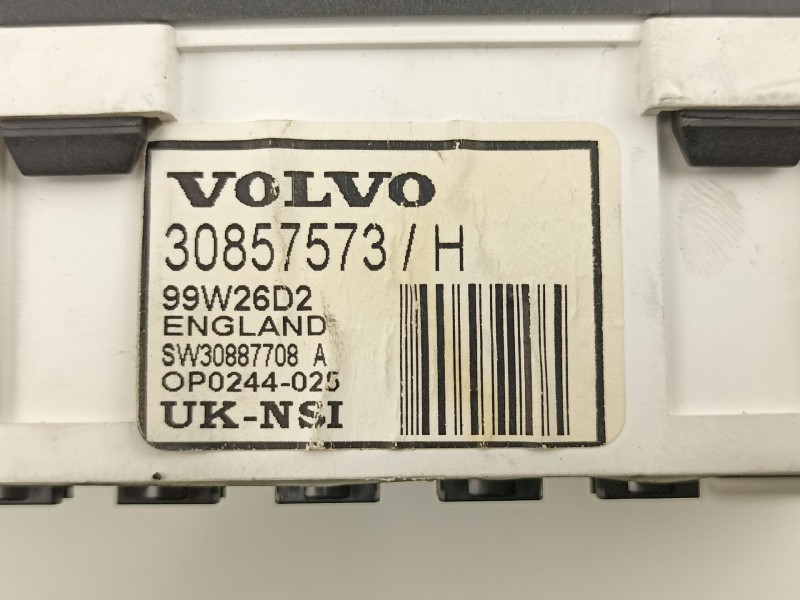 VOLVO
30857573 / H
99W26D2
ENGLAND
SW30887708 A
OP0244-025
UK-NSI